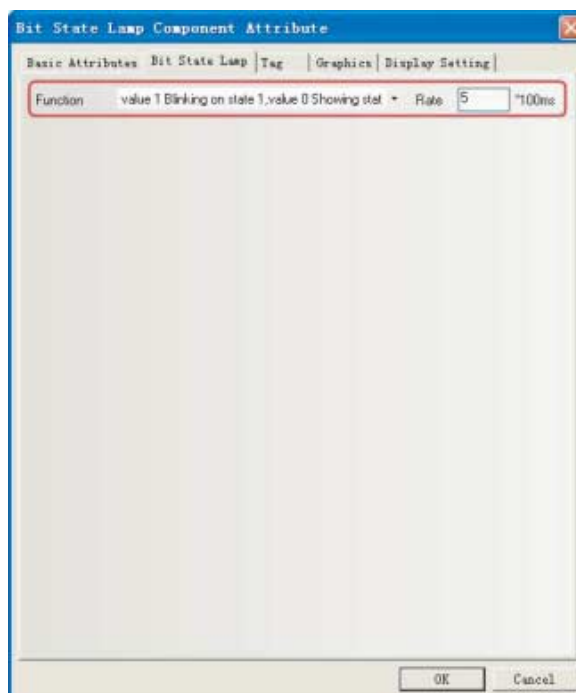 Bit State Lamp Component Attribute
Basic Attributes Bit State Lamp Tag Graphics Display Setting
Function value 1 Blinking on state 1,value 0 Showing stat Rate 5 *100ms
OK Cancel